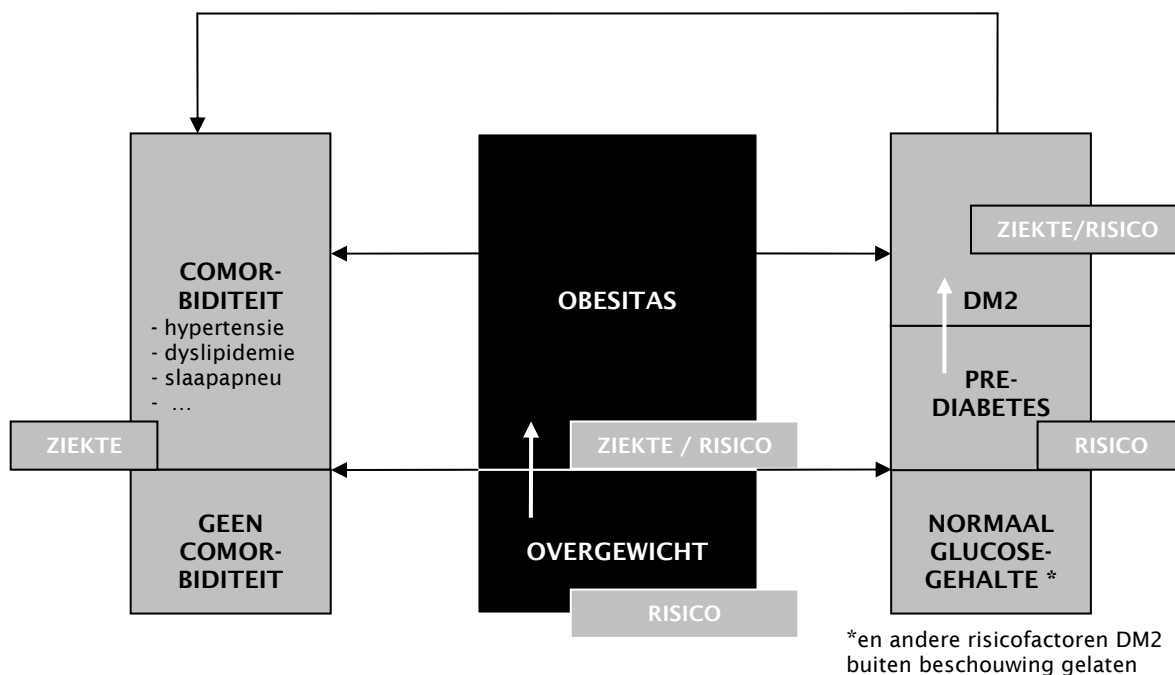 COMOR-
BIDITEIT
- hypertensie
- dyslipidemie
- slaapapneu
- ...
ZIEKTE
GEEN
COMOR-
BIDITEIT
OBESITAS
ZIEKTE / RISICO
OVERGEWICHT
RISICO
ZIEKTE/RISICO
DM2
PRE-
DIABETES
RISICO
NORMAAL
GLUCOSE-
GEHALTE *
*en andere risicofactoren DM2
buiten beschouwing gelaten